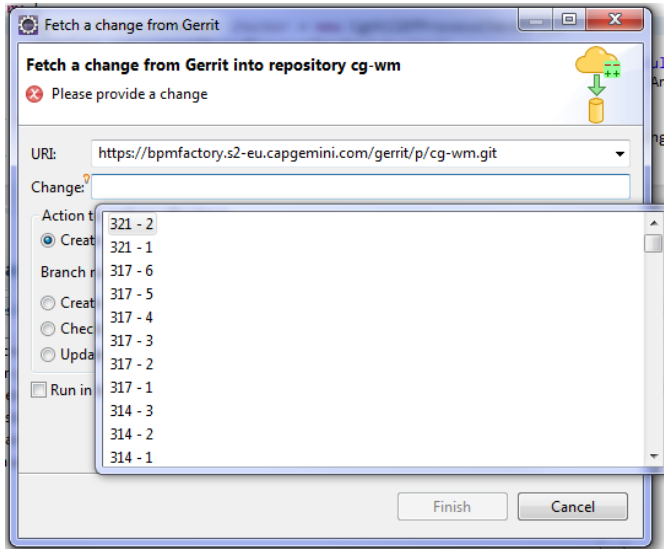 Fetch a change from Gerrit
Fetch a change from Gerrit into repository cg-wm
Please provide a change
URI: https://bpmfactory.s2-eu.capgemini.com/gerrit/p/cg-wm.git
Change:
Action t
Creat
Branch r
Creat
Chec
Upda
Run in
321 - 2
321 - 1
317 - 6
317 - 5
317 - 4
317 - 3
317 - 2
317 - 1
314 - 3
314 - 2
314 - 1
Finish Cancel